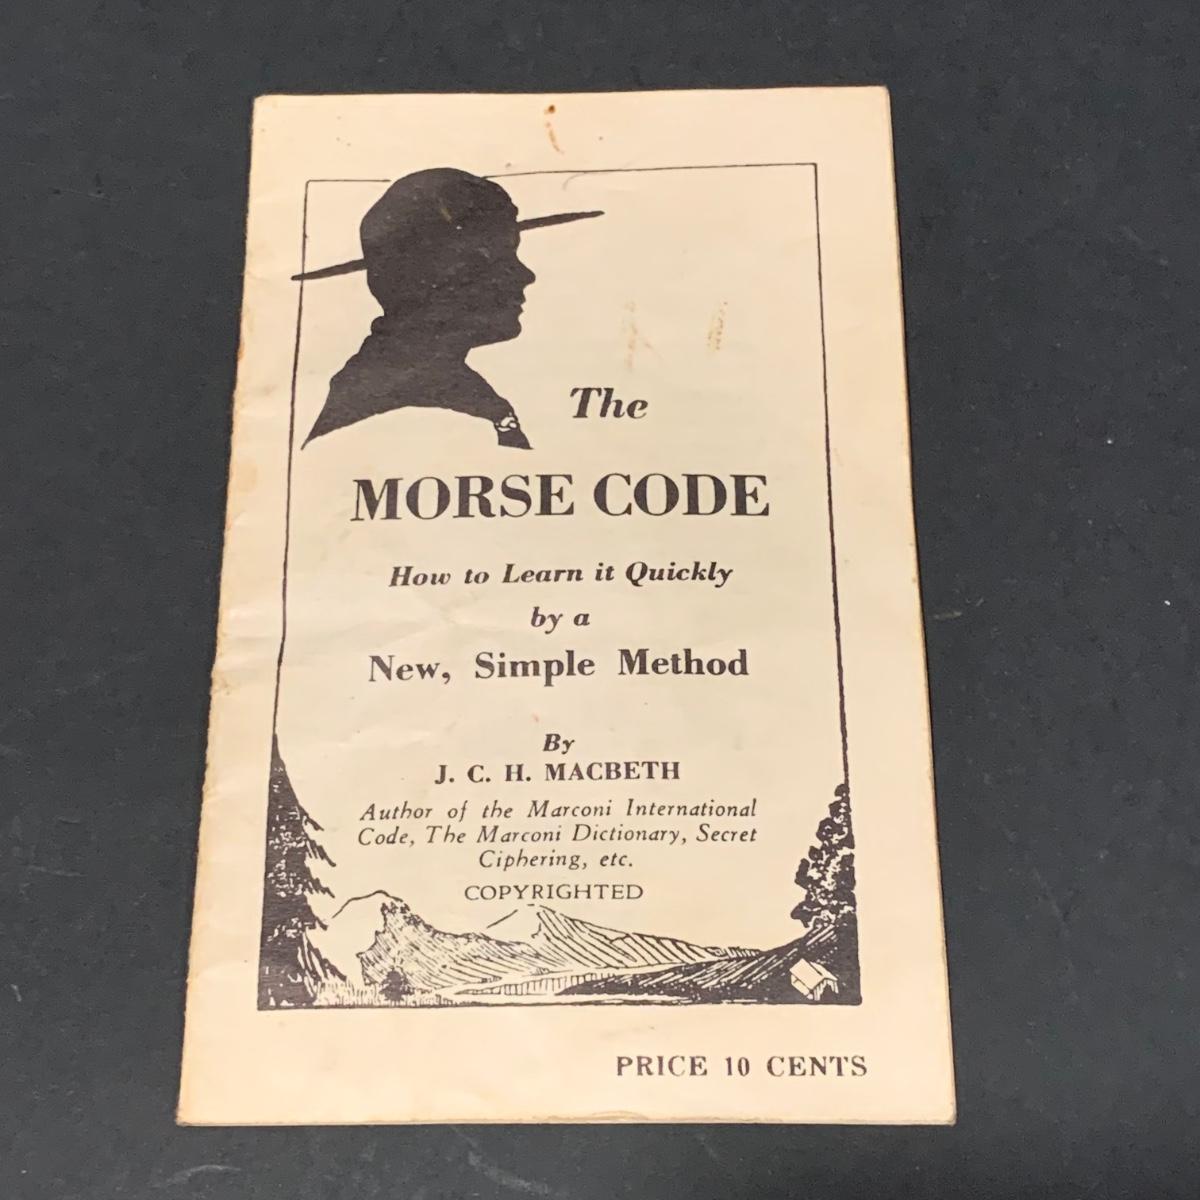 The
MORSE CODE
How to Learn it Quickly
by a
New, Simple Method
By
J. C. H. MACBETH
Author of the Marconi International
Code, The Marconi Dictionary, Secret
Ciphering, etc.
COPYRIGHTED
PRICE 10 CENTS